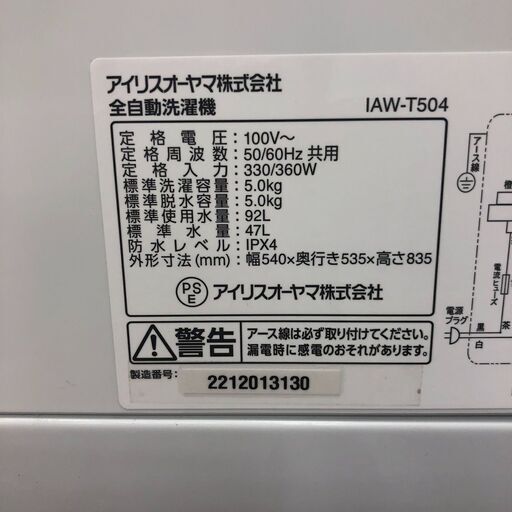 アイリスオーヤマ株式会社
全自動洗濯機 IAW-T504
定格電圧：100V〜
定格周波数：50/60Hz 共用
定格入力：330/360W
標準洗濯容量：5.0kg
標準脱水容量：5.0kg
標準使用水量：92L
標準水量：47L
防水レベル：IPX4
外形寸法(mm)：幅540×奥行き535×高さ835
PS
E アイリスオーヤマ株式会社
警告 アース線は必ず取り付けてください。
漏電時に感電のおそれがあります。
製造番号： 2212013130
アース線
橙
電流ヒューズ
電源
プラグ
黒
白
茶